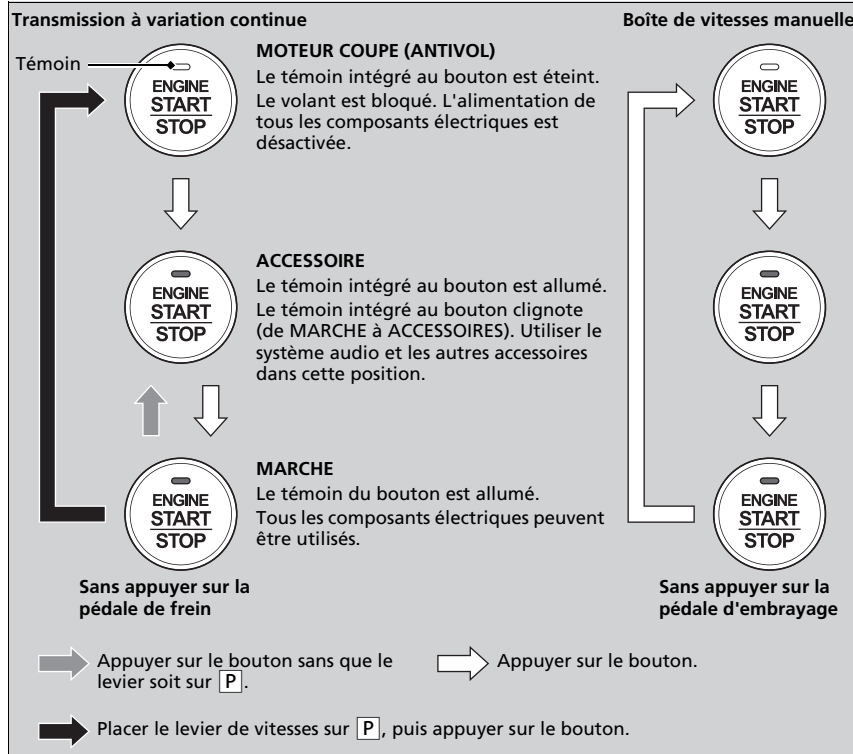 Transmission à variation continue
Boîte de vitesses manuelle
Témoin
ENGINE
START
STOP
MOTEUR COUPE (ANTIVOL)
Le témoin intégré au bouton est éteint.
Le volant est bloqué. L'alimentation de
tous les composants électriques est
désactivée.
ENGINE
START
STOP
ENGINE
START
STOP
ACCESSOIRE
Le témoin intégré au bouton est allumé.
Le témoin intégré au bouton clignote
(de MARCHE à ACCESSOIRES). Utiliser le
système audio et les autres accessoires
dans cette position.
ENGINE
START
STOP
ENGINE
START
STOP
MARCHE
Le témoin du bouton est allumé.
Tous les composants électriques peuvent
être utilisés.
ENGINE
START
STOP
Sans appuyer sur la
pédale de frein
Sans appuyer sur la
pédale d'embrayage
Appuyer sur le bouton sans que le
levier soit sur P.
Appuyer sur le bouton.
Placer le levier de vitesses sur P, puis appuyer sur le bouton.